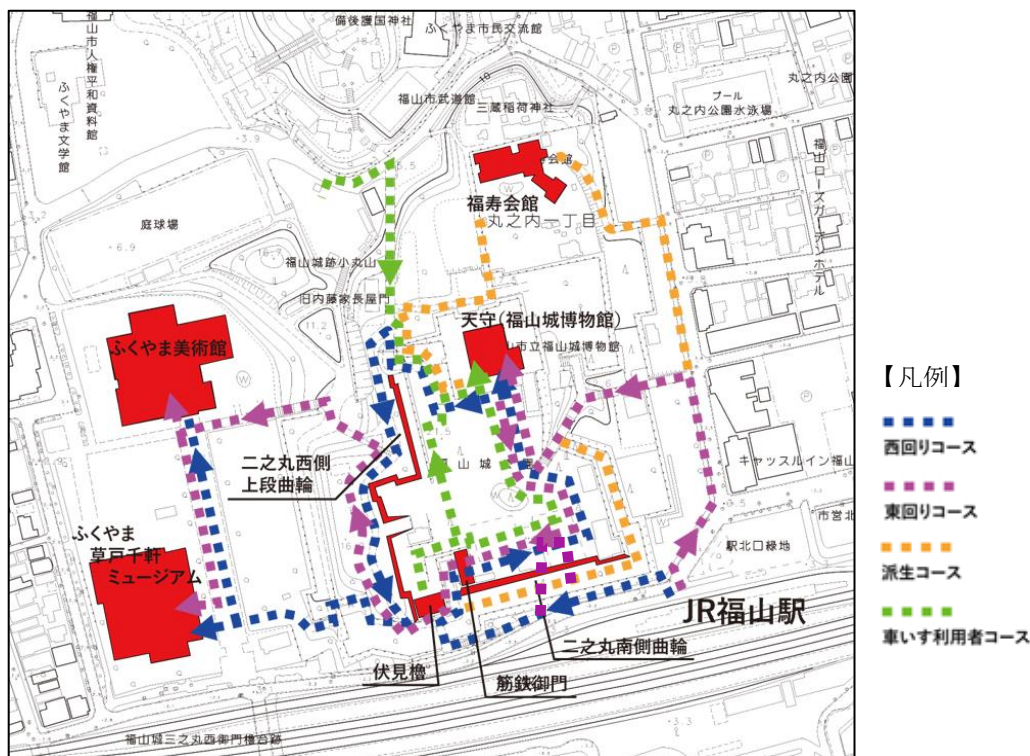 備後護国神社
ふくやま市民交流館
福山市人権平和資料館
ふくやま文学館
福山市武道館
三蔵稲荷神社
丸之内公園
プール
丸之内公園水泳場
3.9
10
福寿会館
丸之内一丁目
庭球場
6.9
福山城跡小丸山
旧内藤家長屋門
11.2
福山ローズガーデンホテル
天守(福山城博物館)
山市立福山城博物館
ふくやま美術館
二之丸西側
上段曲輪
キャッスルイン福山
市営北
駅北口緑地
ふくやま
草戸千軒
ミュージアム
JR福山駅
二之丸南側曲輪
伏見櫓
筋鉄御門
福山城三之丸西御門櫓台跡
【凡例】
西回りコース
東回りコース
派生コース
車いす利用者コース